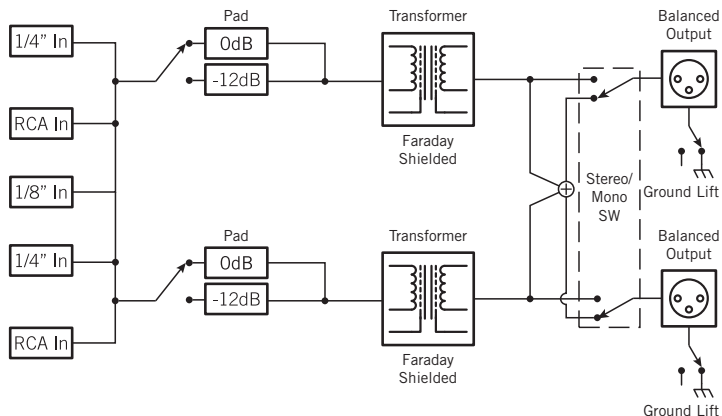 Pad
Transformer
Balanced
Output
1/4” In
0dB
-12dB
RCA In
Faraday
Shielded
1/8” In
Stereo/
Mono
SW
Ground Lift
1/4” In
Pad
Transformer
Balanced
Output
0dB
-12dB
RCA In
Faraday
Shielded
Ground Lift